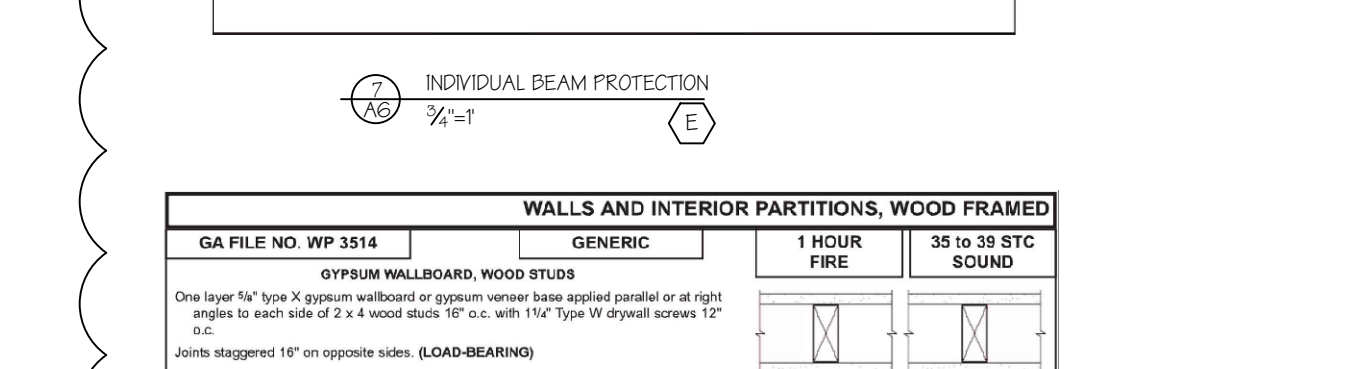 7
A6
INDIVIDUAL BEAM PROTECTION
3/4"=1'
E
WALLS AND INTERIOR PARTITIONS, WOOD FRAMED
GA FILE NO. WP 3514
GENERIC
1 HOUR
FIRE
35 to 39 STC
SOUND
GYPSUM WALLBOARD, WOOD STUDS
One layer 5/8" type X gypsum wallboard or gypsum veneer base applied parallel or at right
angles to each side of 2 x 4 wood studs 16" o.c. with 1 1/4" Type W drywall screws 12"
o.c.
Joints staggered 16" on opposite sides. (LOAD-BEARING)